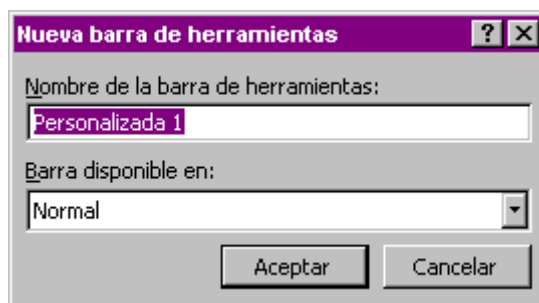 Nueva barra de herramientas
Nombre de la barra de herramientas:
Personalizada 1
Barra disponible en:
Normal
Aceptar Cancelar